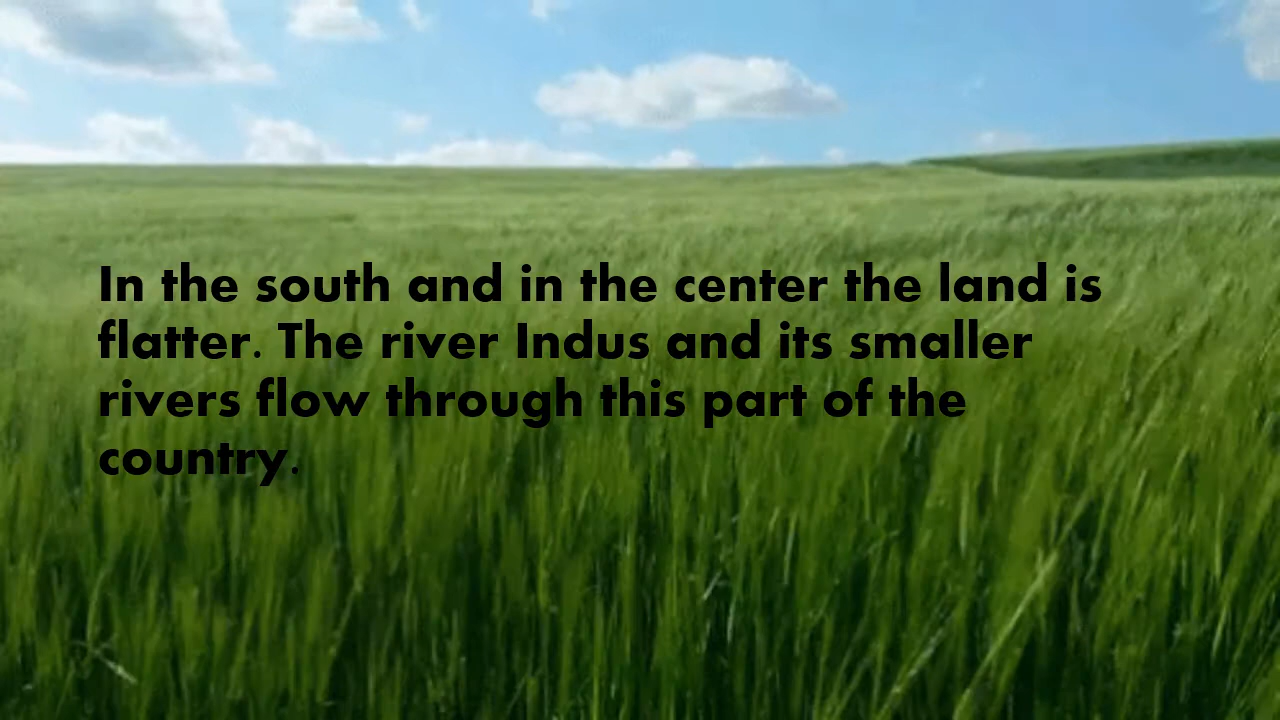 In the south and in the center the land is
flatter. The river Indus and its smaller
rivers flow through this part of the
country.